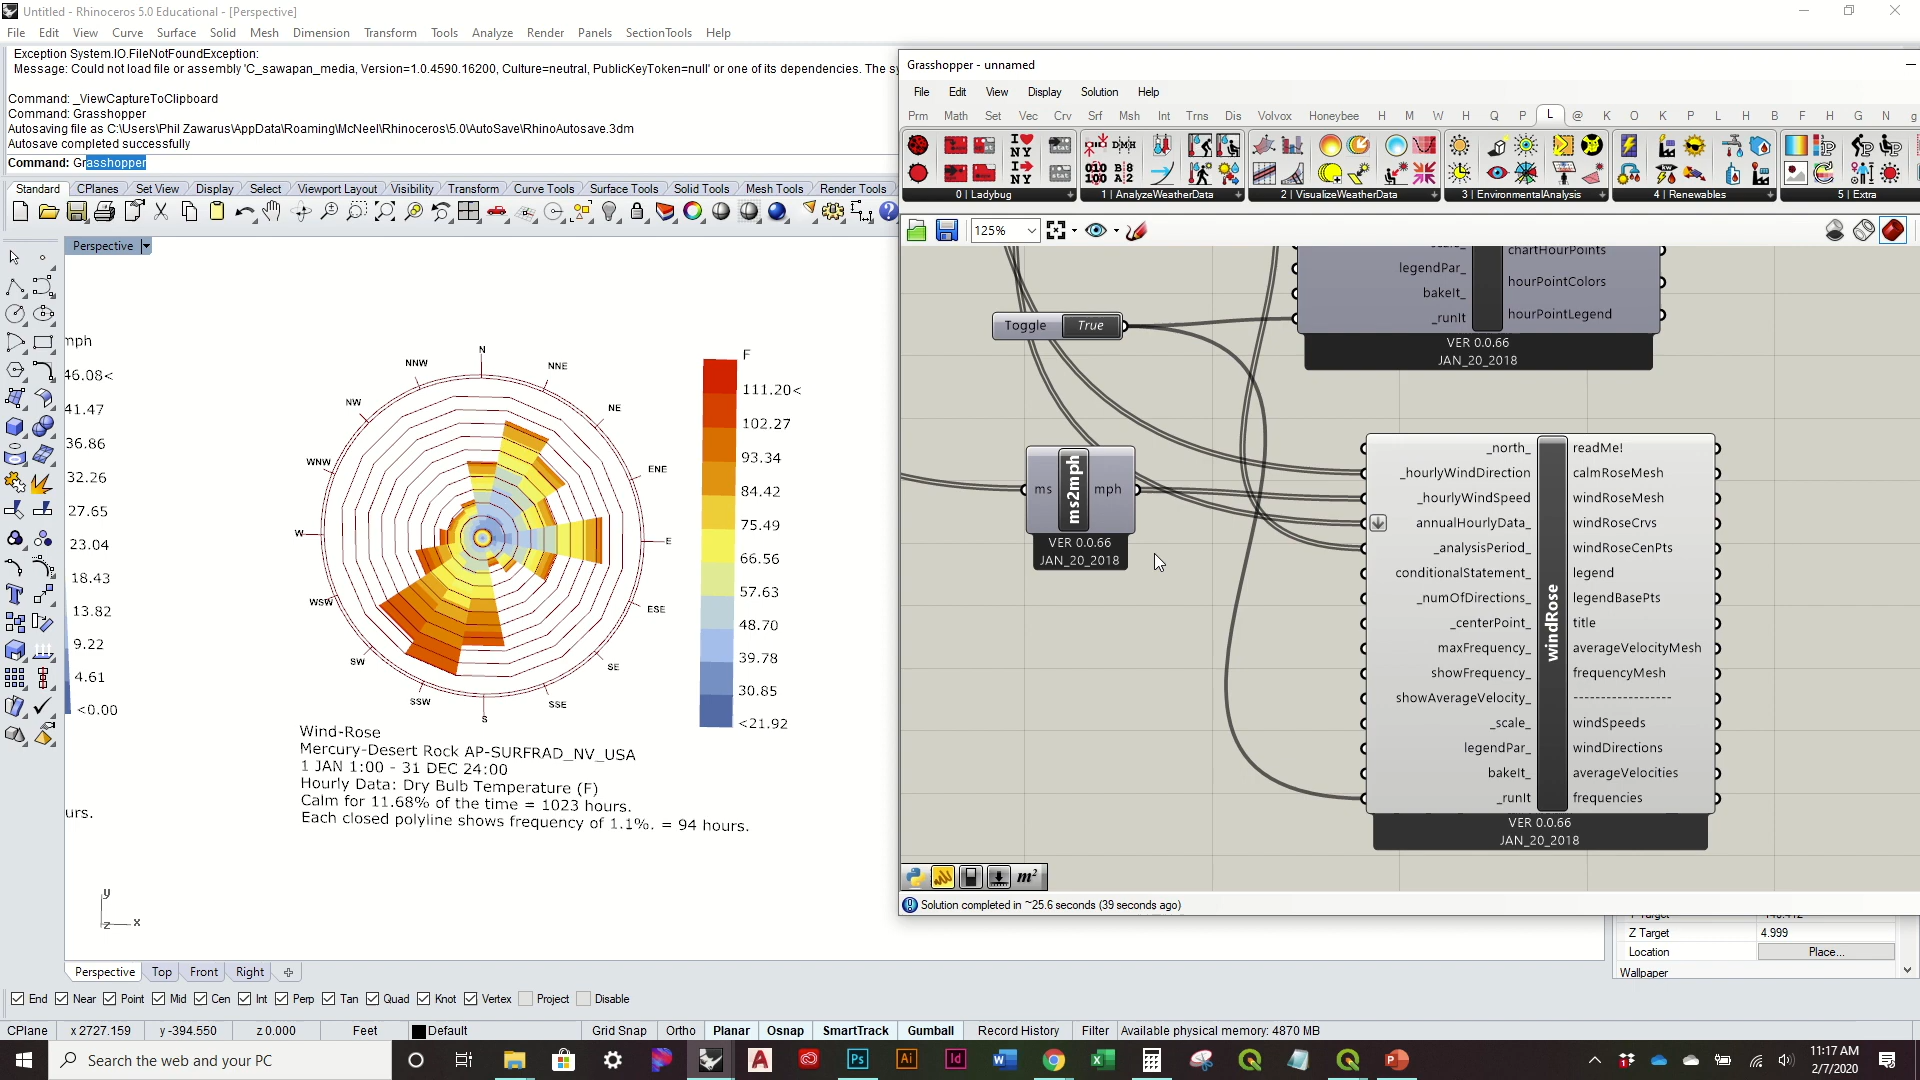 Untitled - Rhinoceros 5.0 Educational - [Perspective]
File Edit View Curve Surface Solid Mesh Dimension Transform Tools Analyze Render Panels SectionTools Help
Exception System.IO.FileNotFoundException:
Message: Could not load file or assembly 'C_sawapan_media, Version=1.0.4590.16200, Culture=neutral, PublicKeyToken=null' or one of its dependencies. The sy
Command: _ViewCaptureToClipboard
Command: Grasshopper
Autosaving file as C:\Users\Phil Zawarus\AppData\Roaming\McNeel\Rhinoceros\5.0\AutoSave\RhinoAutosave.3dm
Autosave completed successfully
Command: Grasshopper
Standard CPlanes Set View Display Select Viewport Layout Visibility Transform Curve Tools Surface Tools Solid Tools Mesh Tools Render Tools
Perspective
mph
46.08<
41.47
36.86
32.26
27.65
23.04
18.43
13.82
9.22
4.61
<0.00
urs.
N
NNE
NE
ENE
E
ESE
SE
SSE
S
SSW
SW
WSW
W
WNW
NW
NNW
F
111.20<
102.27
93.34
84.42
75.49
66.56
57.63
48.70
39.78
30.85
<21.92
Wind-Rose
Mercury-Desert Rock AP-SURFRAD_NV_USA
1 JAN 1:00 - 31 DEC 24:00
Hourly Data: Dry Bulb Temperature (F)
Calm for 11.68% of the time = 1023 hours.
Each closed polyline shows frequency of 1.1%. = 94 hours.
y
z x
Grasshopper - unnamed
File Edit View Display Solution Help
Prm Math Set Vec Crv Srf Msh Int Trns Dis Volvox Honeybee H M W H Q P L @ K O K P L H B F H G N g
0 | Ladybug 1 | AnalyzeWeatherData 2 | VisualizeWeatherData 3 | EnvironmentalAnalysis 4 | Renewables 5 | Extra
125%
legendPar_
bakeIt_
_runIt
chartHourPoints
hourPointColors
hourPointLegend
VER 0.0.66
JAN_20_2018
Toggle True
ms ms2mph mph
VER 0.0.66
JAN_20_2018
windRose
_north_ readMe!
_hourlyWindDirection calmRoseMesh
_hourlyWindSpeed windRoseMesh
annualHourlyData_ windRoseCrvs
_analysisPeriod_ windRoseCenPts
conditionalStatement_ legend
_numOfDirections_ legendBasePts
_centerPoint_ title
maxFrequency_ averageVelocityMesh
showFrequency_ frequencyMesh
showAverageVelocity_ ------------------
_scale_ windSpeeds
legendPar_ windDirections
bakeIt_ averageVelocities
_runIt frequencies
VER 0.0.66
JAN_20_2018
m²
Solution completed in ~25.6 seconds (39 seconds ago)
Z Target 4.999
Location Place...
Wallpaper
Perspective Top Front Right
End Near Point Mid Cen Int Perp Tan Quad Knot Vertex Project Disable
CPlane x 2727.159 y -394.550 z 0.000 Feet Default Grid Snap Ortho Planar Osnap SmartTrack Gumball Record History Filter Available physical memory: 4870 MB
Search the web and your PC
11:17 AM
2/7/2020